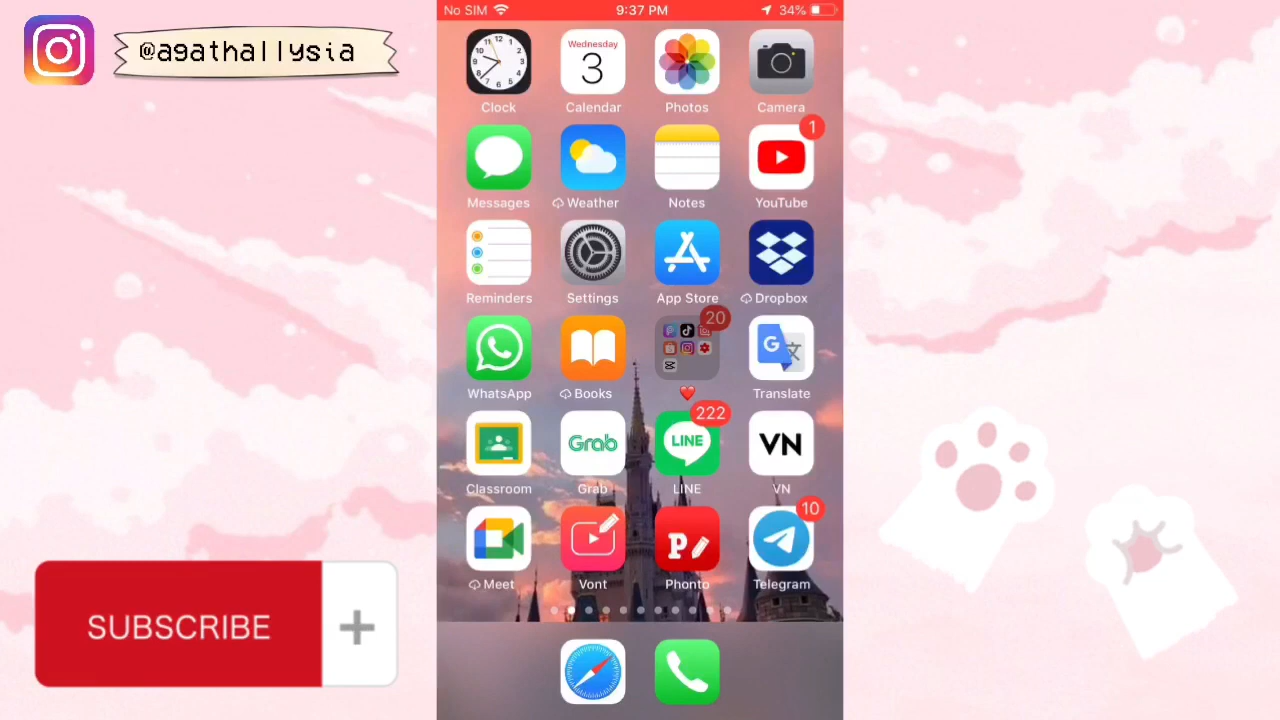 @agathallysia
No SIM 9:37 PM 34%
Wednesday
3
Clock Calendar Photos Camera
1
Messages Weather Notes YouTube
Reminders Settings App Store Dropbox
20
G 文
WhatsApp Books Translate
222
Grab LINE VN
Classroom Grab LINE VN
10
P
Meet Vont Phonto Telegram
SUBSCRIBE +